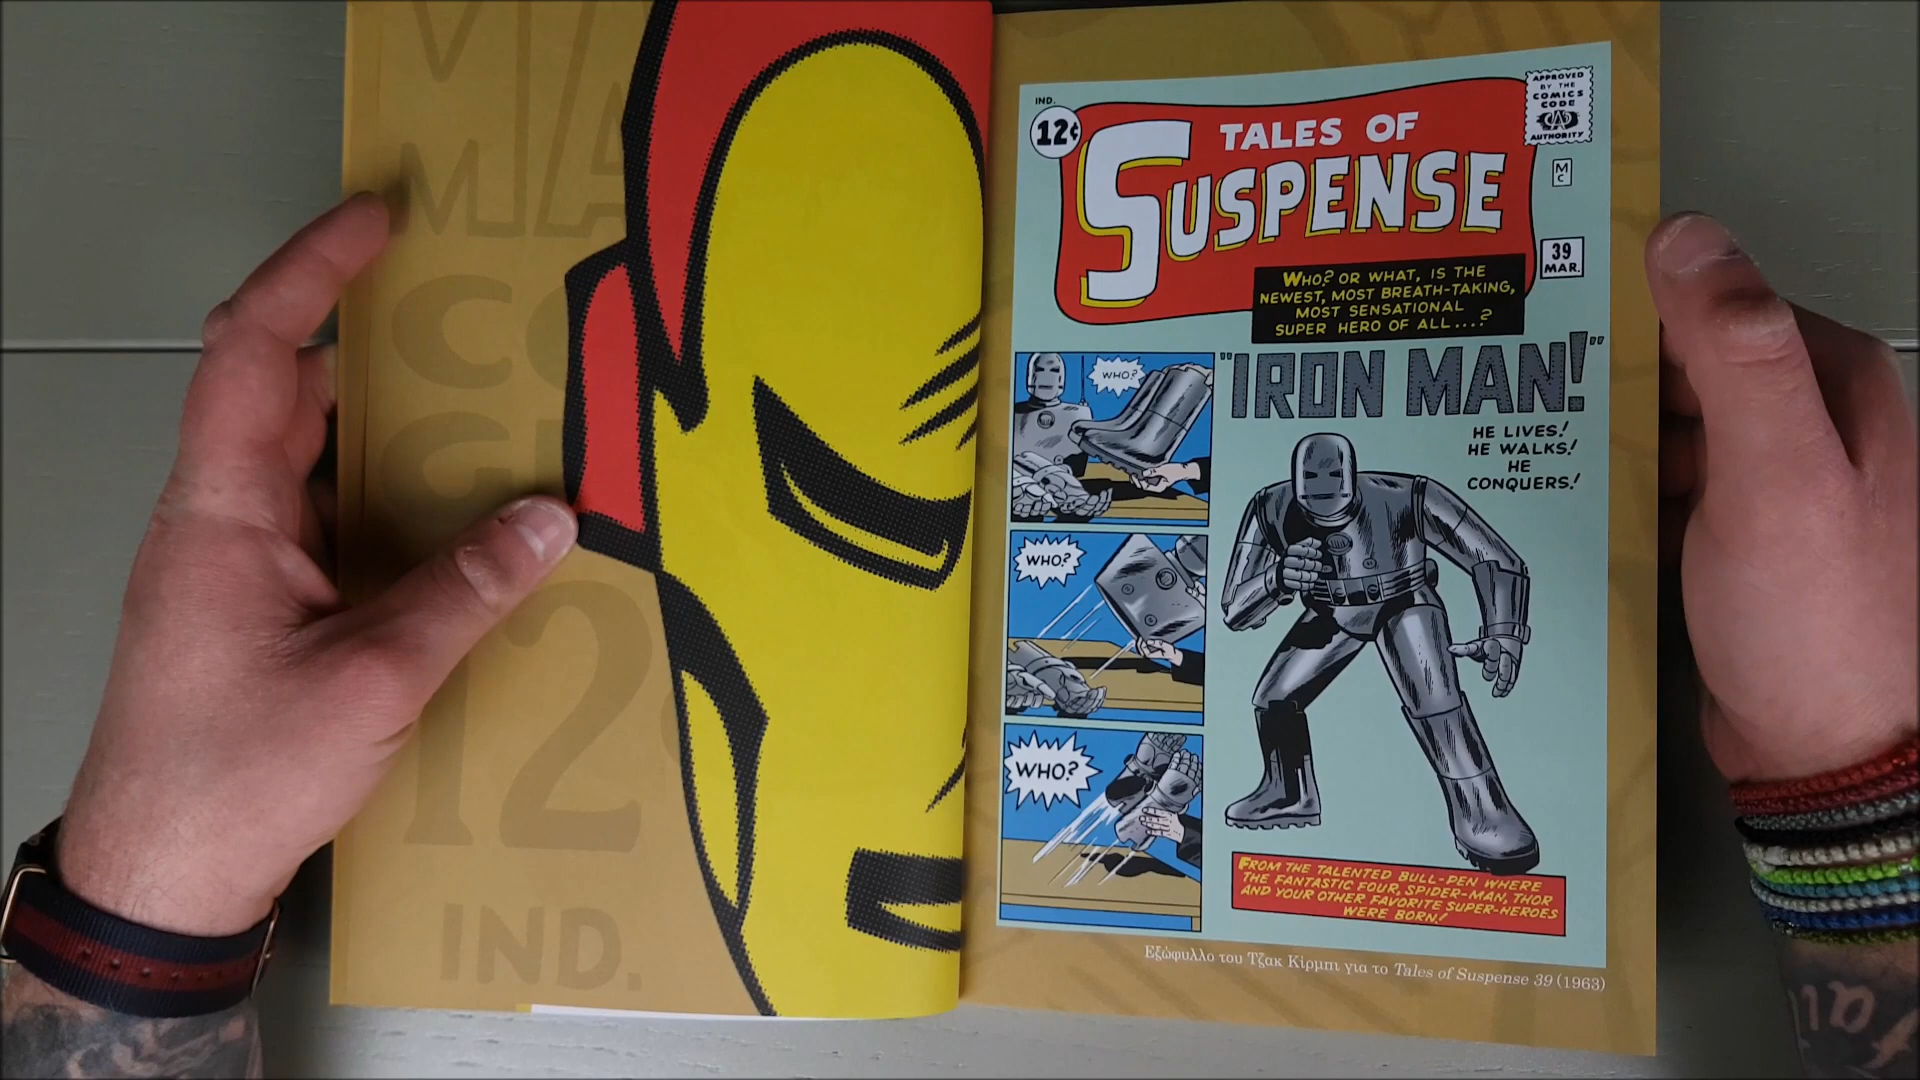 12
IND.
IND.
12¢
TALES OF
SUSPENSE
APPROVED
BY THE
COMICS
CODE
AUTHORITY
M
C
39
MAR.
WHO? OR WHAT, IS THE
NEWEST, MOST BREATH-TAKING,
MOST SENSATIONAL
SUPER HERO OF ALL...?
"IRON MAN!"
HE LIVES!
HE WALKS!
HE
CONQUERS!
WHO?
WHO?
WHO?
FROM THE TALENTED BULL-PEN WHERE
THE FANTASTIC FOUR, SPIDER-MAN, THOR
AND YOUR OTHER FAVORITE SUPER-HEROES
WERE BORN!
Εξώφυλλο του Τζακ Κίρμπι για το Tales of Suspense 39 (1963)